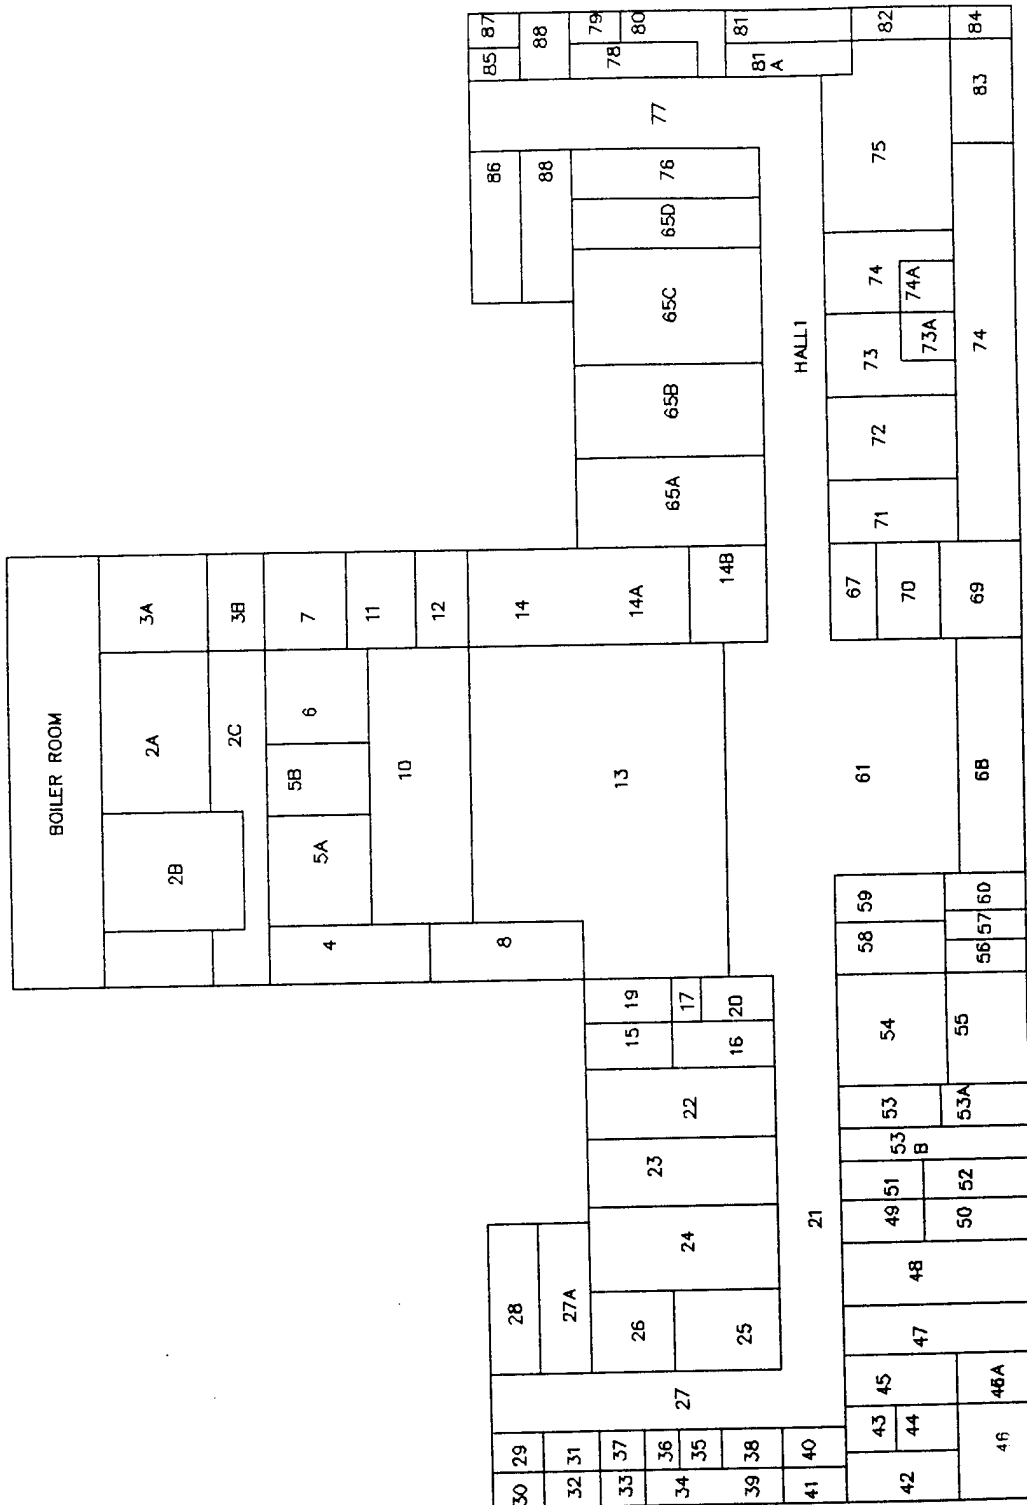 BOILER ROOM
2B 2A 3A
2C 3B
4 5A 5B 6 7
10 11
8 12
14
13 14A
14B
30 29 28 86 85 87
32 31 27A 88 88
33 37 26 15 19 78 79
34 36 35 25 24 23 22 17 65A 65B 65C 65D 76 77 80
39 38 27 16 20
41 40 21 HALL1 81
A
81
42 43 45 49 51 53
B
53 54 58 59 61 67 71 72 73 74 75 82
44 47 48 70 73A 74A
46 46A 50 52 53A 55 56 57 60 68 69 74 83 84